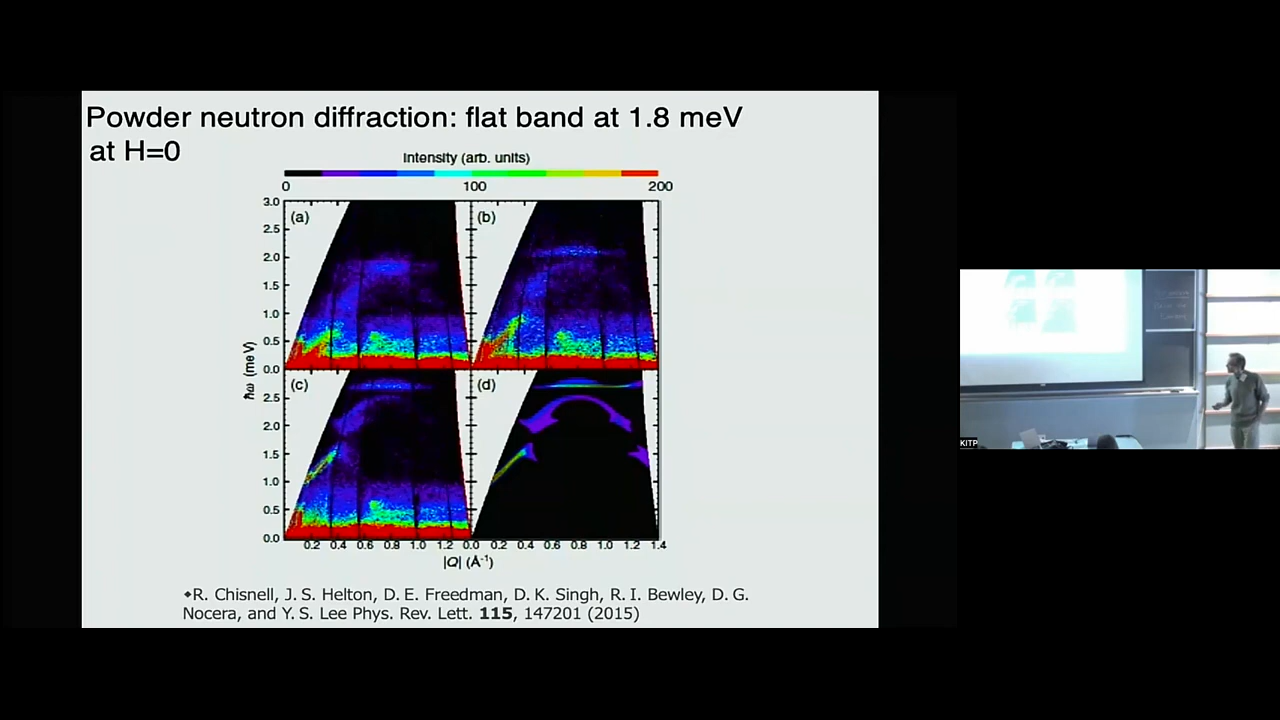 Powder neutron diffraction: flat band at 1.8 meV
at H=0
Intensity (arb. units)
0 100 200
3.0 (a) (b)
2.5
2.0
1.5
1.0
0.5
0.0
ħω (meV)
(c) (d)
2.5
2.0
1.5
1.0
0.5
0.0
0.2 0.4 0.6 0.8 1.0 1.2 0.0 0.2 0.4 0.6 0.8 1.0 1.2 1.4
|Q| (Å⁻¹)
◆R. Chisnell, J. S. Helton, D. E. Freedman, D. K. Singh, R. I. Bewley, D. G.
Nocera, and Y. S. Lee Phys. Rev. Lett. 115, 147201 (2015)
KITP